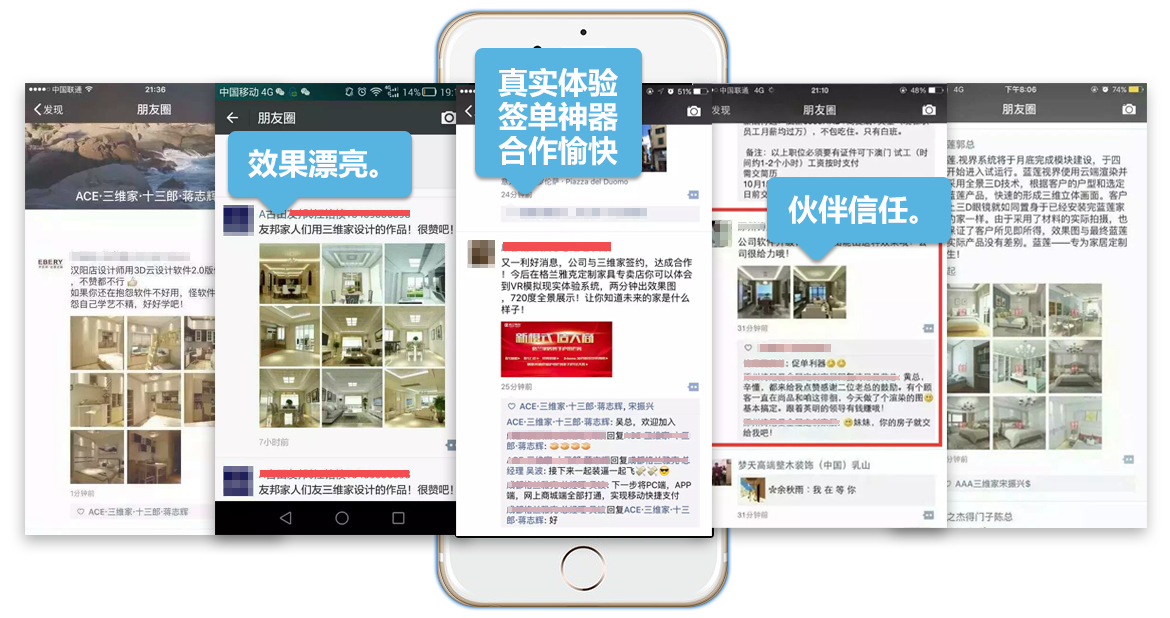 真实体验
签单神器
合作愉快
效果漂亮。
伙伴信任。
中国联通
21:36
发现
朋友圈
ACE·三维家·十三郎·蒋志辉
EBERY
汉阳店设计师用3D云设计软件2.0版
，不赞都不行
如果你还在抱怨软件不好用，怪软件
怨自己学艺不精，好好学吧！
1分钟前
ACE·三维家·十三郎·蒋志辉
中国移动 4G
14%
朋友圈
友邦家人们用三维家设计的作品！很赞吧！
7小时前
友邦家人们友三维家设计的作品！很赞吧！
51%
Piazza del Duomo
24分钟前
又一利好消息，公司与三维家签约，达成合作
！今后在格兰雅克定制家具专卖店你可以体会
到VR模拟现实体验系统，两分钟出效果图
，720度全景展示！让你知道未来的家是什么
样子！
25分钟前
ACE·三维家·十三郎·蒋志辉, 宋振兴
ACE·三维家·十三郎·蒋志辉: 吴总，欢迎加入
回复
郎·蒋志辉:
回复
经理 吴波: 接下来一起装逼一起飞
下一步将PC端，APP
端，网上商城端全部打通，实现移动快捷支付
回复ACE·三维家·十三
郎·蒋志辉: 好
中国联通 4G
21:10
48%
发现
朋友圈
员工月薪均过万），不包吃住。只有白班。
备注：以上职位必须要有证件可下澳门 试工（时
间约1-2个小时）工资按时支付
需交简历
司很给力哦！
31分钟前
：促单利器
黄总，
辛懂，都来给我点赞感谢二位老总的鼓励。有个顾
客一直在尚品和咱这徘徊，今天做了个渲染的图
基本搞定。跟着英明的领导有钱赚哦！
妹妹，你的房子就交
给我吧！
梦天高端整木装饰（中国）乳山
余秋雨：我 在 等 你
31分钟前
4G
下午8:06
74%
朋友圈
莲郭总
莲.视界系统将于月底完成模块建设，于四
开始进入试运行。蓝莲视界使用云端渲染并
采用全景三D技术，根据客户的户型和选定
蓝莲产品，快速的形成三维立体画面。客户
上三D眼镜就如同置身于已经安装完蓝莲家
的家一样。由于采用了材料的实际拍摄，也
保证了客户所见即所得，效果图与最终蓝莲
实际产品没有差别。蓝莲——专为家居定制
生！
起
分钟前
AAA三维家宋振兴$
之杰得门子陈总